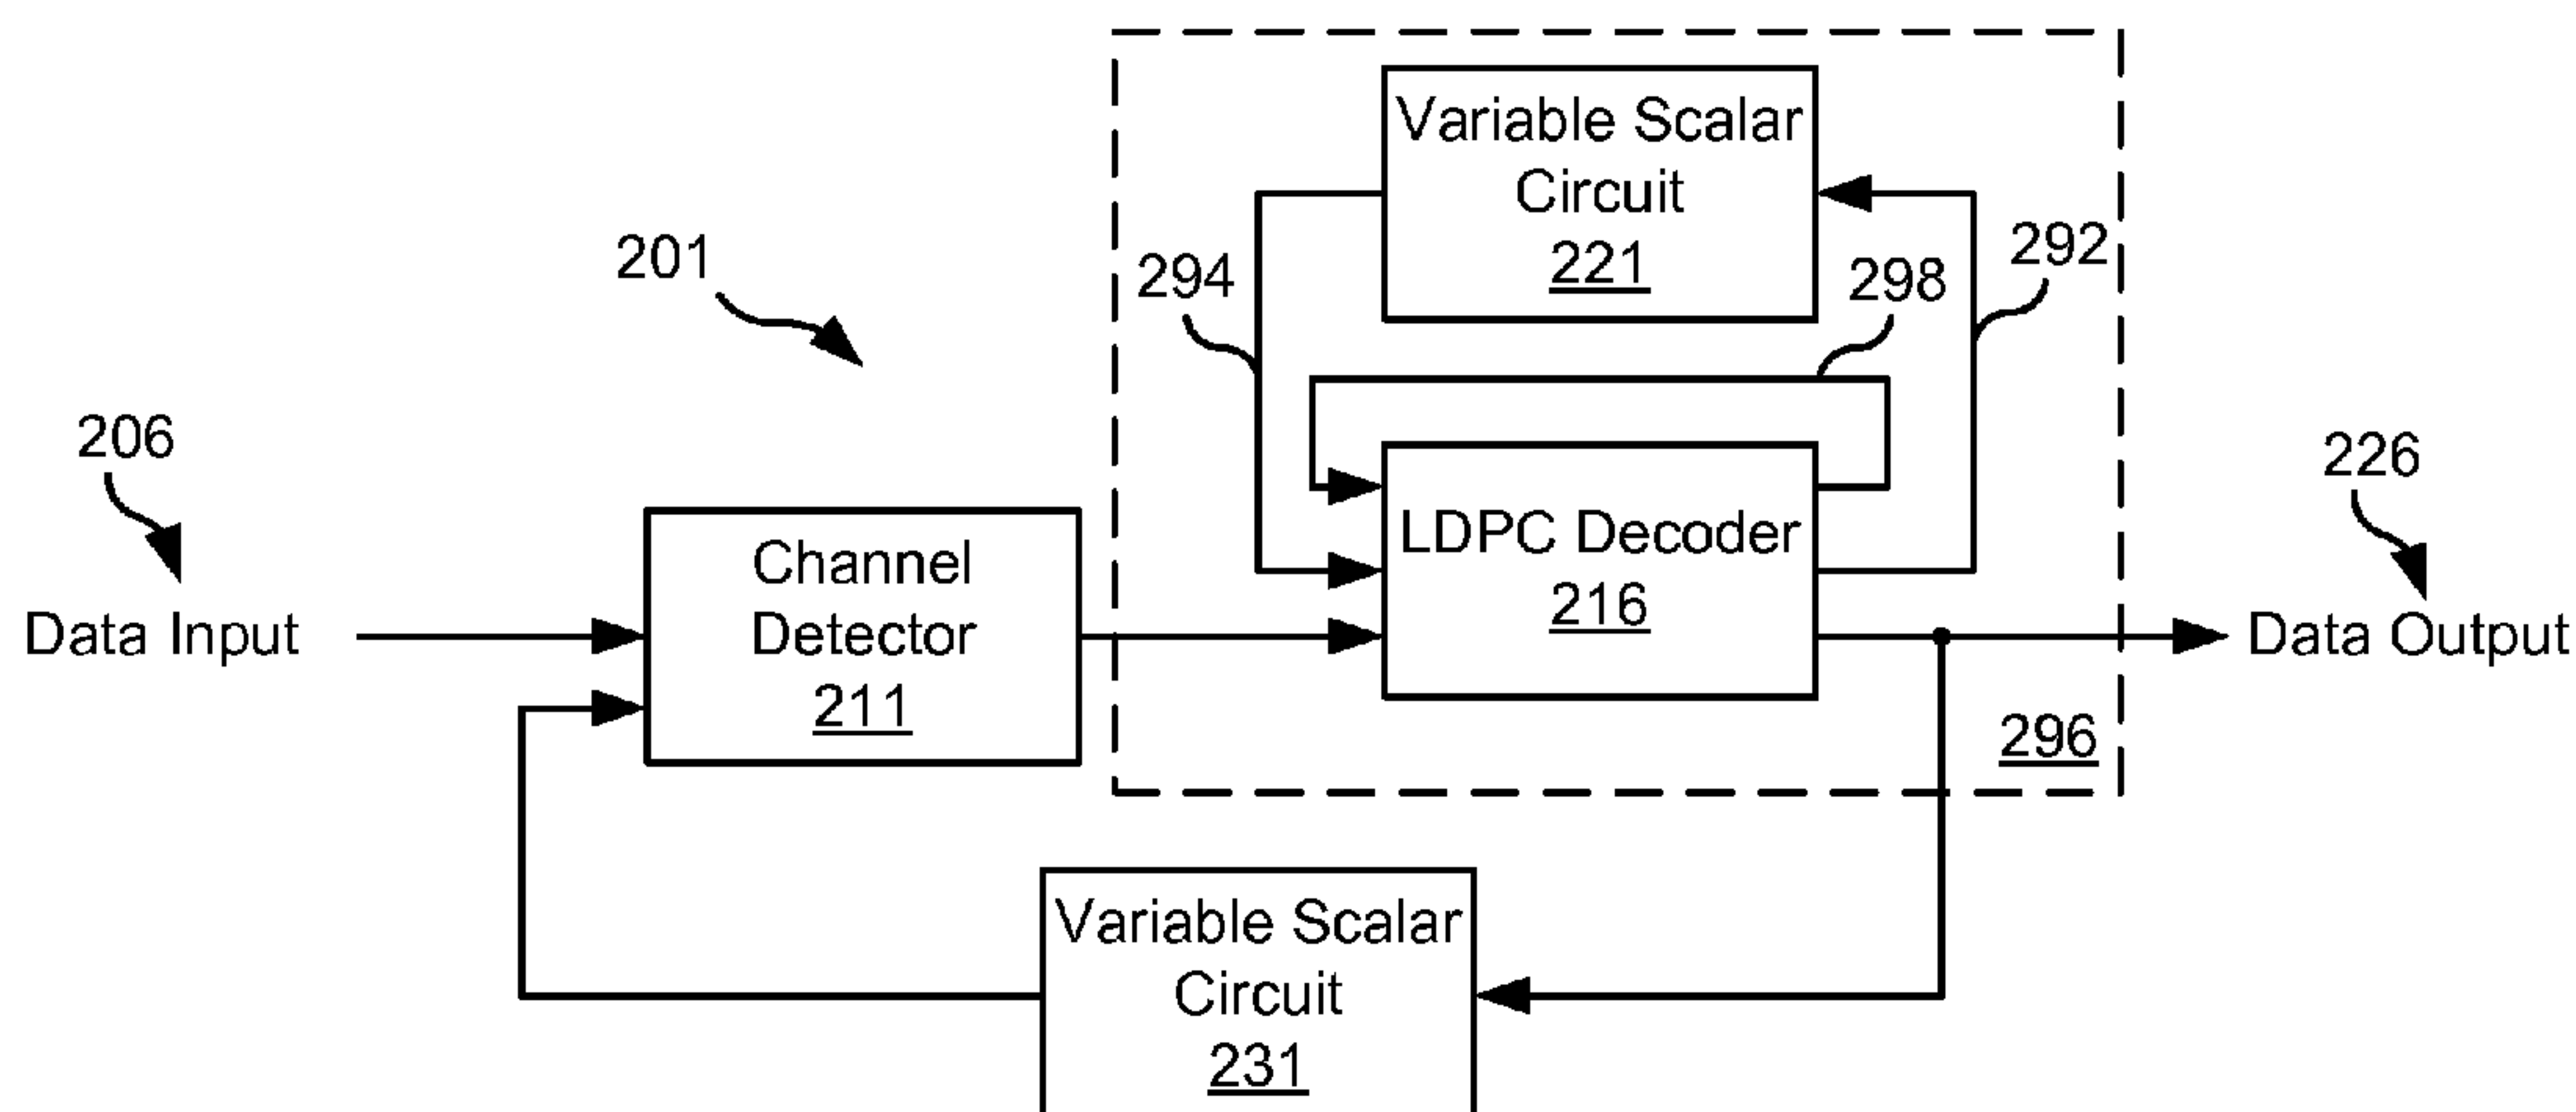 Variable Scalar
Circuit
221
201
294
298
292
206
226
Channel
Detector
211
LDPC Decoder
216
Data Input
Data Output
296
Variable Scalar
Circuit
231